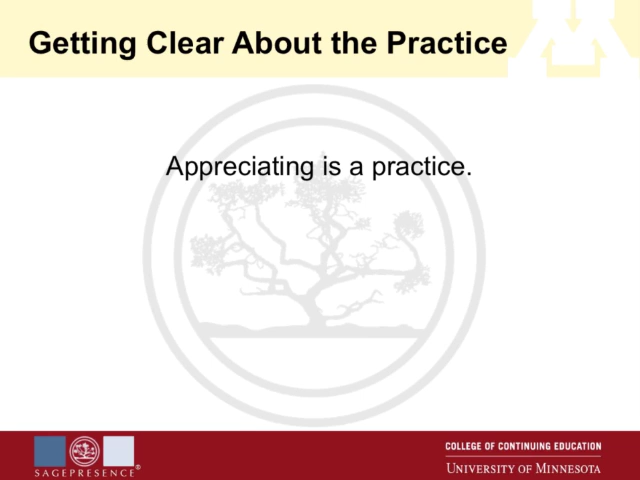 Getting Clear About the Practice
Appreciating is a practice.
SAGEPRESENCE®
COLLEGE OF CONTINUING EDUCATION
UNIVERSITY OF MINNESOTA